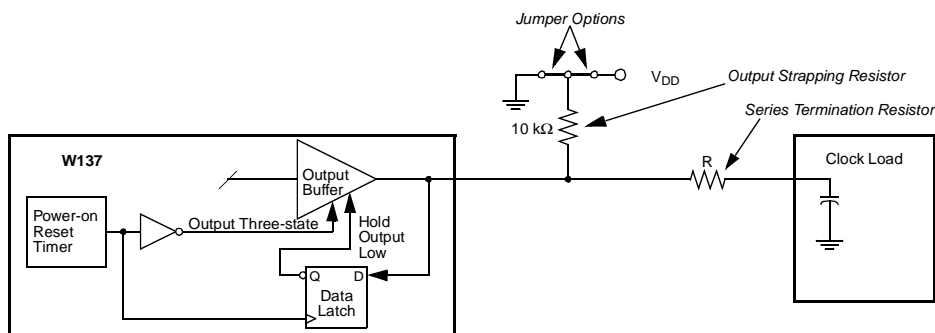 Jumper Options
V_DD
Output Strapping Resistor
10 kΩ
Series Termination Resistor
W137
R
Clock Load
Output
Buffer
Power-on
Reset
Timer
Output Three-state
Hold
Output
Low
Q D
Data
Latch